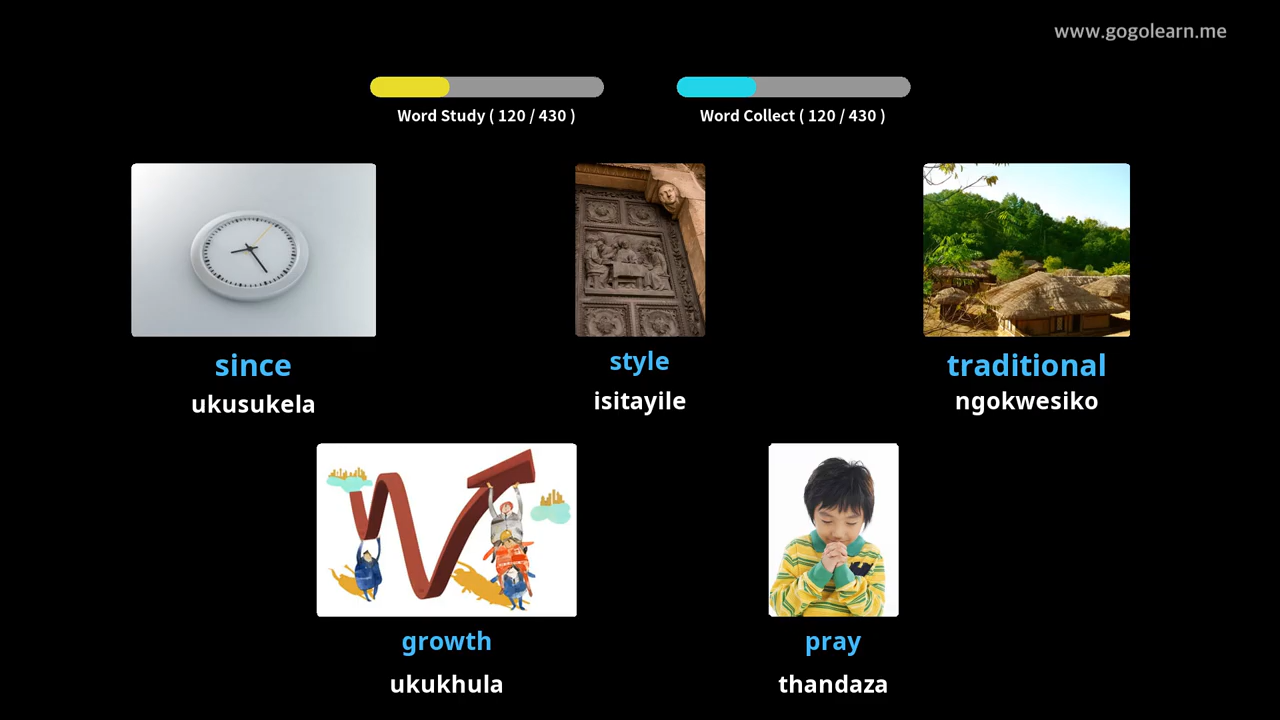 www.gogolearn.me
Word Study ( 120 / 430 )
Word Collect ( 120 / 430 )
since
ukusukela
style
isitayile
traditional
ngokwesiko
growth
ukukhula
pray
thandaza